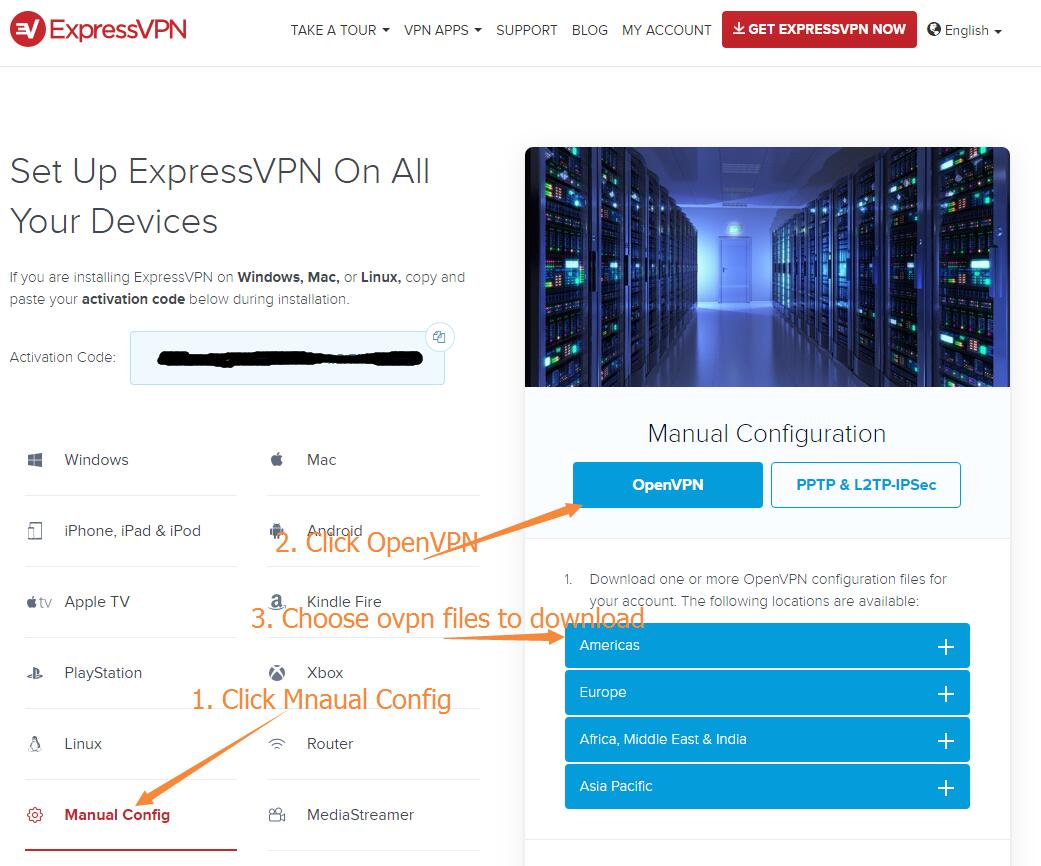 ExpressVPN
TAKE A TOUR VPN APPS SUPPORT BLOG MY ACCOUNT GET EXPRESSVPN NOW English
Set Up ExpressVPN On All
Your Devices
If you are installing ExpressVPN on Windows, Mac, or Linux, copy and
paste your activation code below during installation.
Activation Code:
Windows
Mac
iPhone, iPad & iPod
Android
2. Click OpenVPN
tv Apple TV
Kindle Fire
3. Choose ovpn files to download
PlayStation
Xbox
1. Click Mnaual Config
Linux
Router
Manual Config
MediaStreamer
Manual Configuration
OpenVPN
PPTP & L2TP-IPSec
1. Download one or more OpenVPN configuration files for
your account. The following locations are available:
Americas
Europe
Africa, Middle East & India
Asia Pacific